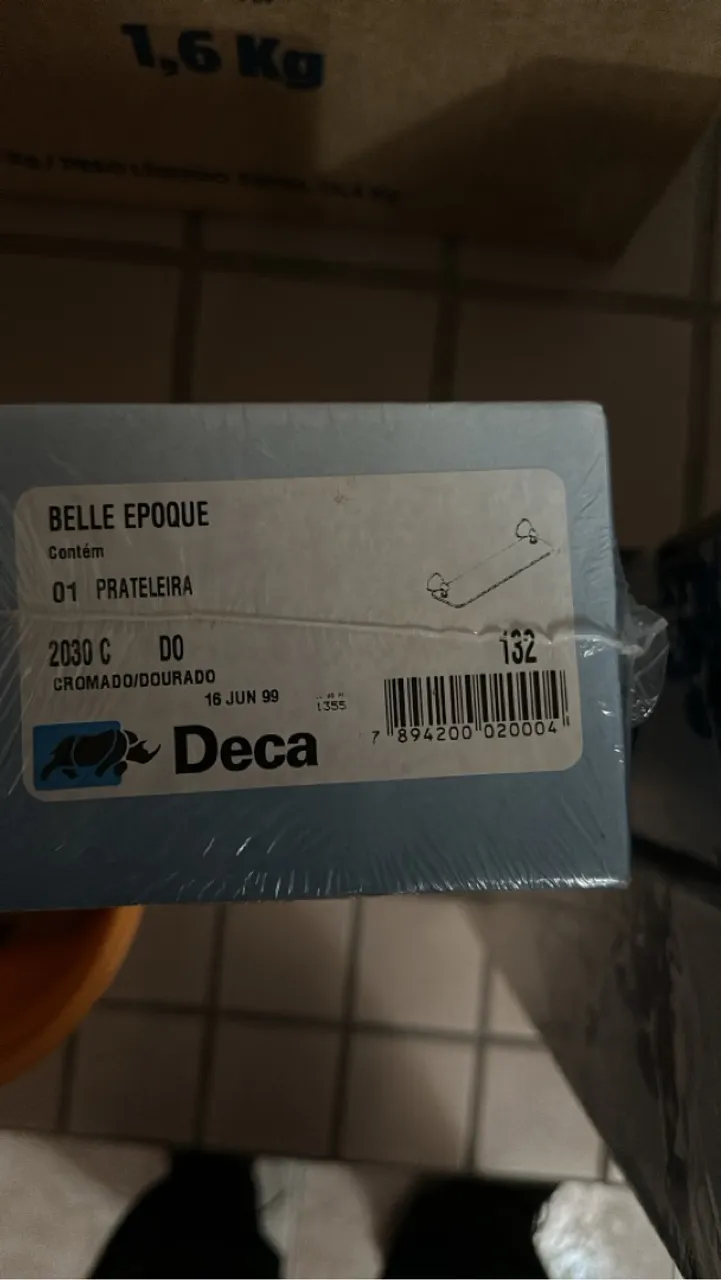 1,6 Kg
BELLE EPOQUE
Contém
01 PRATELEIRA
2030 C DO 132
CROMADO/DOURADO
16 JUN 99 1355
Deca
7 894200 020004